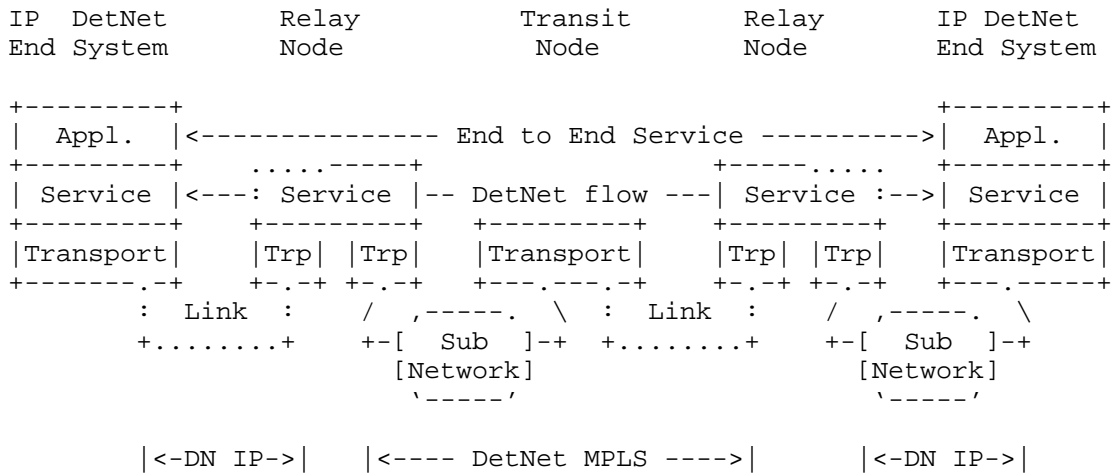 IP  DetNet       Relay            Transit        Relay         IP DetNet
End System       Node              Node          Node          End System

+---------+                                              +---------+
|  Appl.  |<--------------- End to End Service ---------->|  Appl.  |
+---------+    .....-----+                  +-----.....  +---------+
| Service |<---: Service |-- DetNet flow ---| Service :-->| Service |
+---------+    +---------+   +---------+    +---------+  +---------+
|Transport|    |Trp| |Trp|   |Transport|    |Trp| |Trp|  |Transport|
+-------.-+    +-.-+ +-.-+   +---.---.-+    +-.-+ +-.-+  +---.-----+
        :  Link  :    /  ,-----.  \  :  Link  :    /  ,-----.  \
        +........+    +-[  Sub  ]-+  +........+    +-[  Sub  ]-+
                        [Network]                    [Network]
                         ‘-----’                      ‘-----’

        |<-DN IP->|   |<---- DetNet MPLS ---->|      |<-DN IP->|